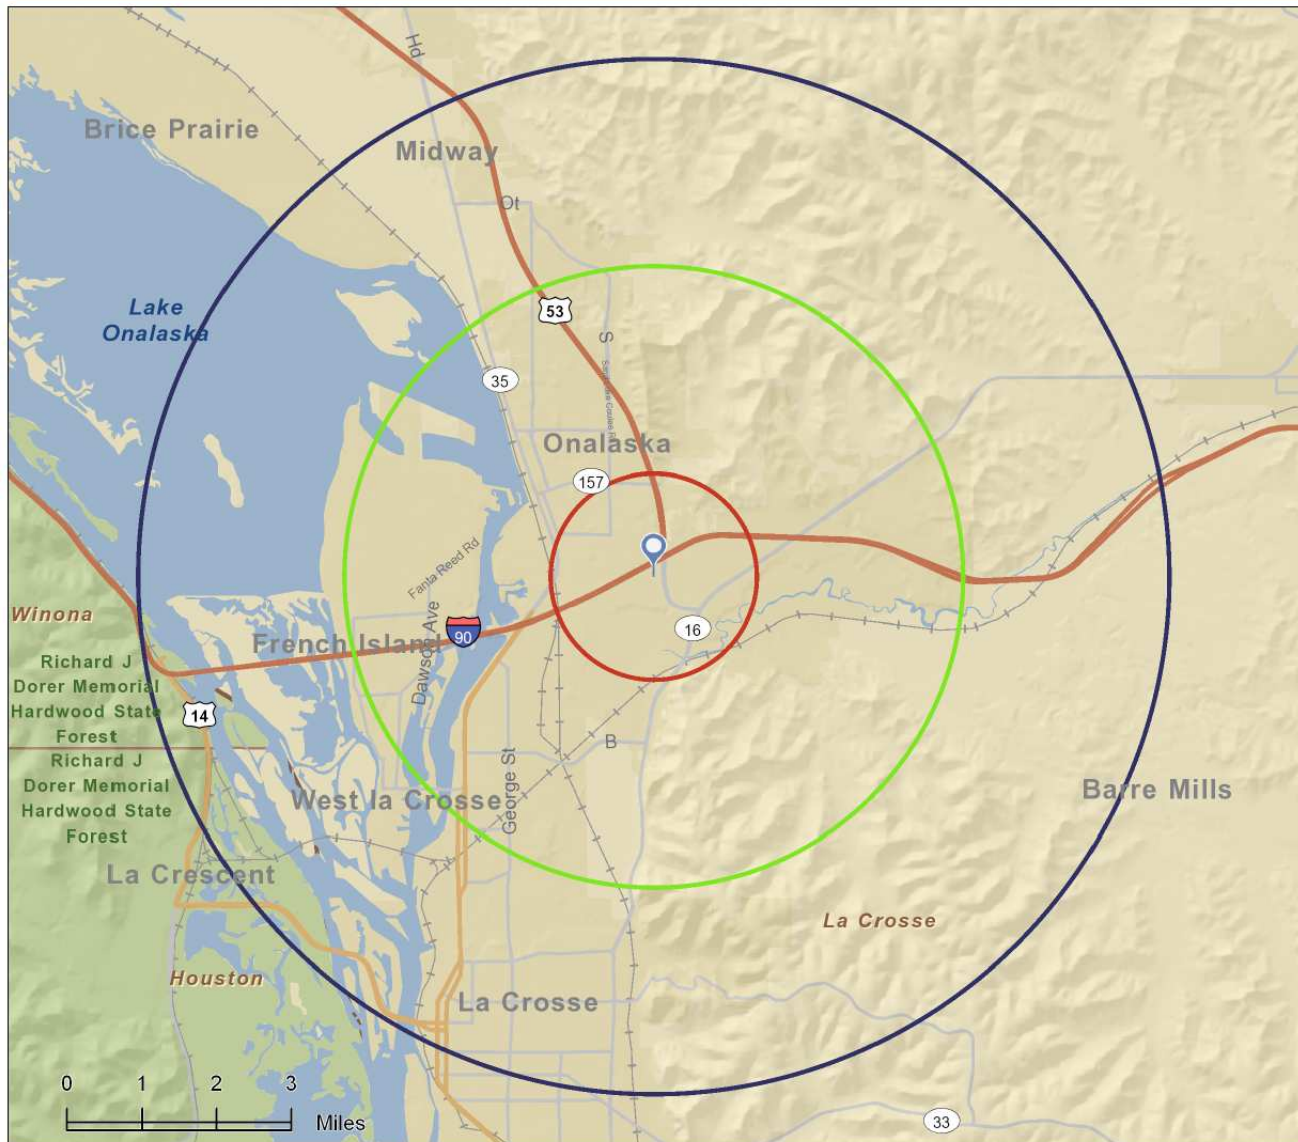 Hd
Brice Prairie
Midway
Ot
Lake
Onalaska
53
S
35
Onalaska
157
Fanta Reed Rd
Winona
French Island
90
Dawson Ave
16
Richard J
Dorer Memorial
Hardwood State
Forest
14
Richard J
Dorer Memorial
Hardwood State
Forest
B
George St
West la Crosse
Barre Mills
La Crescent
La Crosse
Houston
La Crosse
0 1 2 3
Miles
33